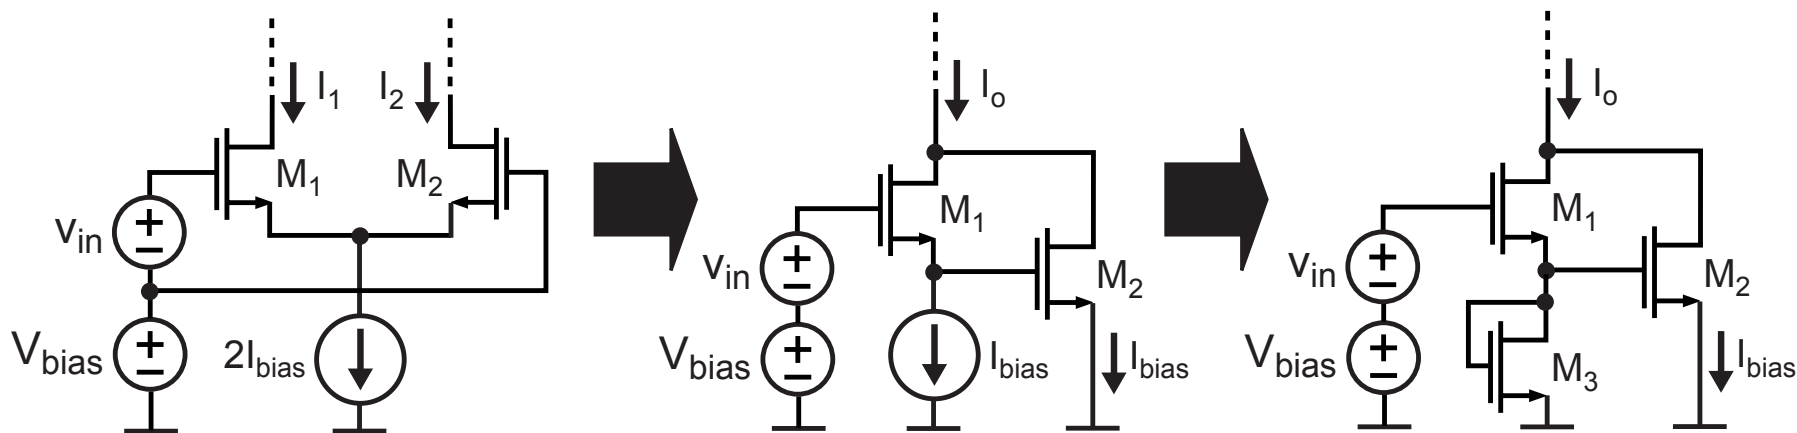 I1 I2
M1 M2
vin
Vbias
2Ibias
Io
M1
vin
M2
Vbias
Ibias Ibias
Io
M1
vin
M2
Vbias
M3
Ibias